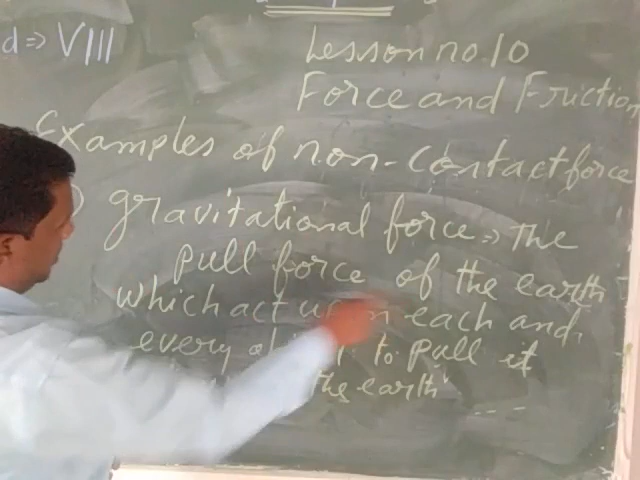 d => VIII
Lesson no. 10
Force and Friction
Examples of non-contact force
) gravitational force => The
pull force of the earth
which act upon each and
every to pull it
the earth